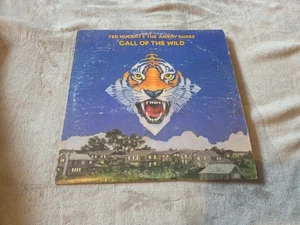 TED NUGENT & THE AMBOY DUKES
CALL OF THE WILD